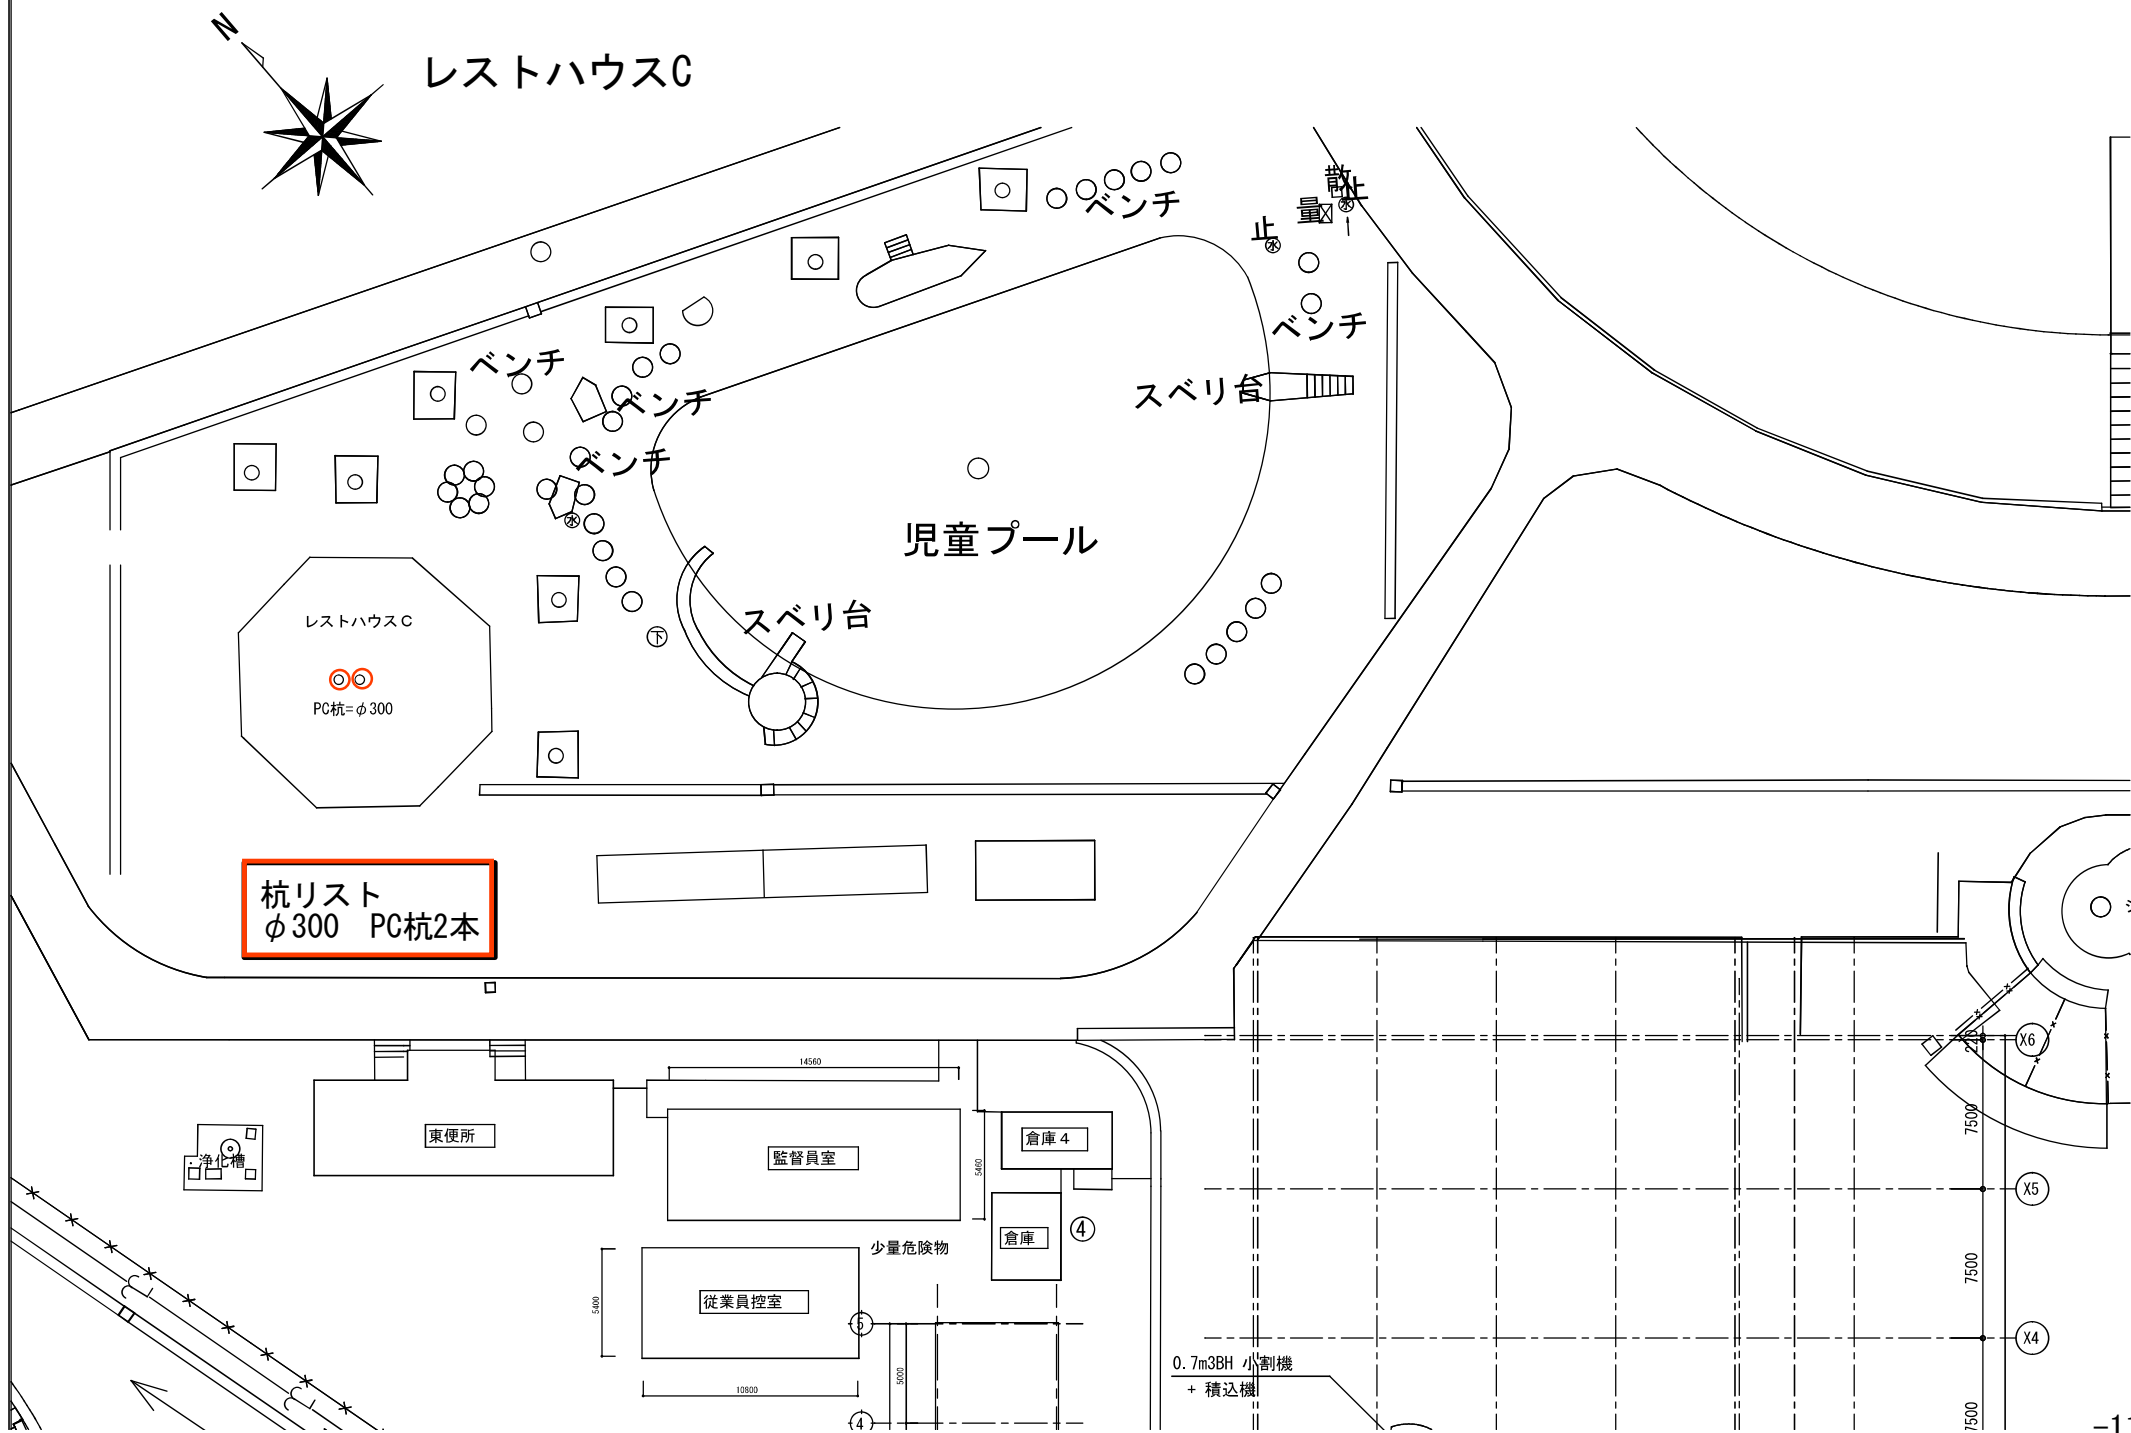 N
レストハウスC
ベンチ
散
止
量
水
止
水
ベンチ
ベンチ
ベンチ
スベリ台
ベンチ
水
児童プール
スベリ台
下
レストハウスC
PC杭=φ300
杭リスト
φ300 PC杭2本
X6
220
14560
東便所
倉庫4
7500
浄化槽
監督員室
5460
X5
倉庫
④
少量危険物
7500
5400
従業員控室
5
X4
0.7m3BH 小割機
+ 積込機
5000
10800
4
7500
-11